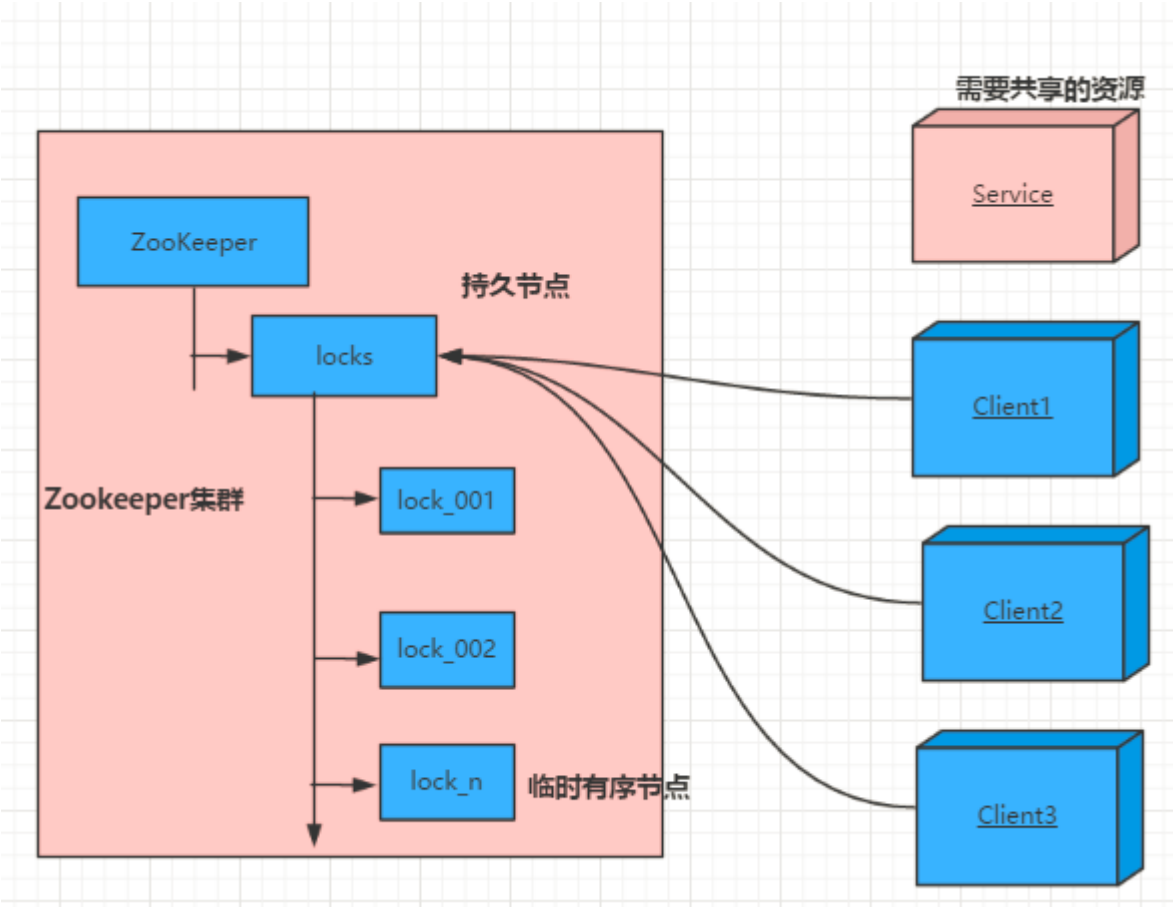 需要共享的资源
Service
ZooKeeper
持久节点
locks
Client1
Zookeeper集群
lock_001
Client2
lock_002
lock_n
临时有序节点
Client3